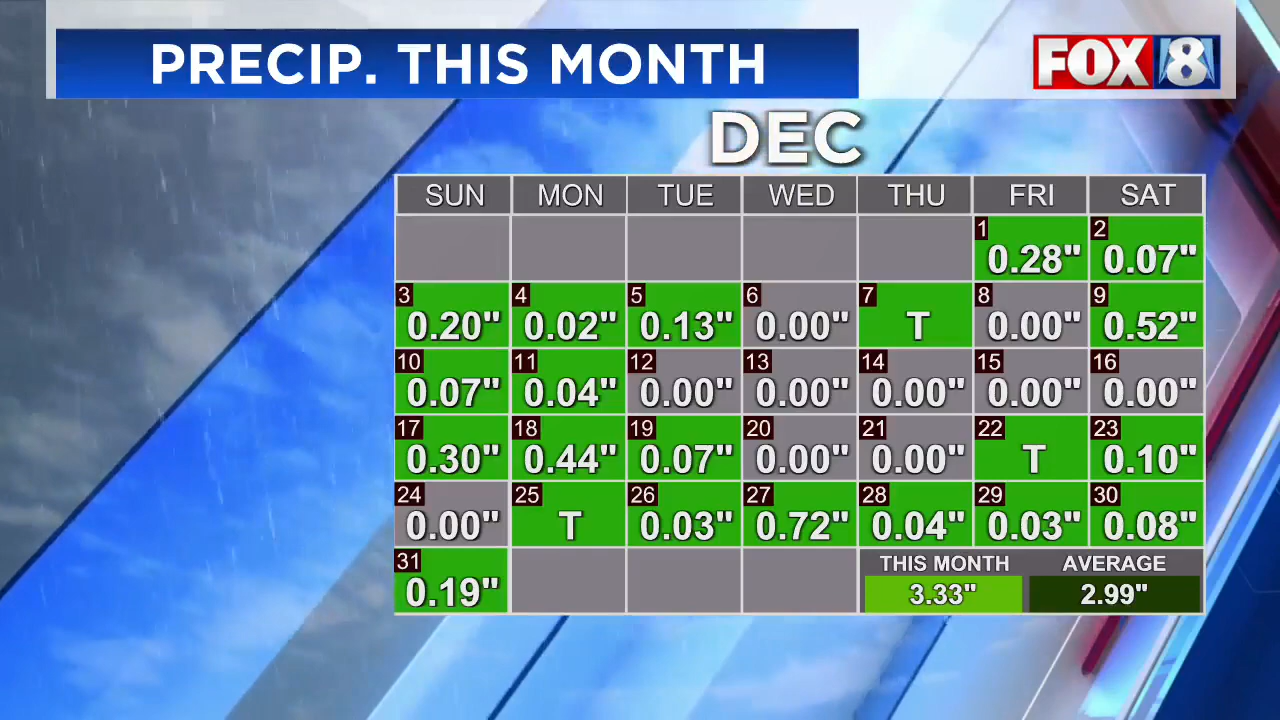 PRECIP. THIS MONTH
FOX 8
DEC
SUN MON TUE WED THU FRI SAT
1 2
0.28" 0.07"
3 4 5 6 7 8 9
0.20" 0.02" 0.13" 0.00" T 0.00" 0.52"
10 11 12 13 14 15 16
0.07" 0.04" 0.00" 0.00" 0.00" 0.00" 0.00"
17 18 19 20 21 22 23
0.30" 0.44" 0.07" 0.00" 0.00" T 0.10"
24 25 26 27 28 29 30
0.00" T 0.03" 0.72" 0.04" 0.03" 0.08"
31 THIS MONTH AVERAGE
0.19" 3.33" 2.99"